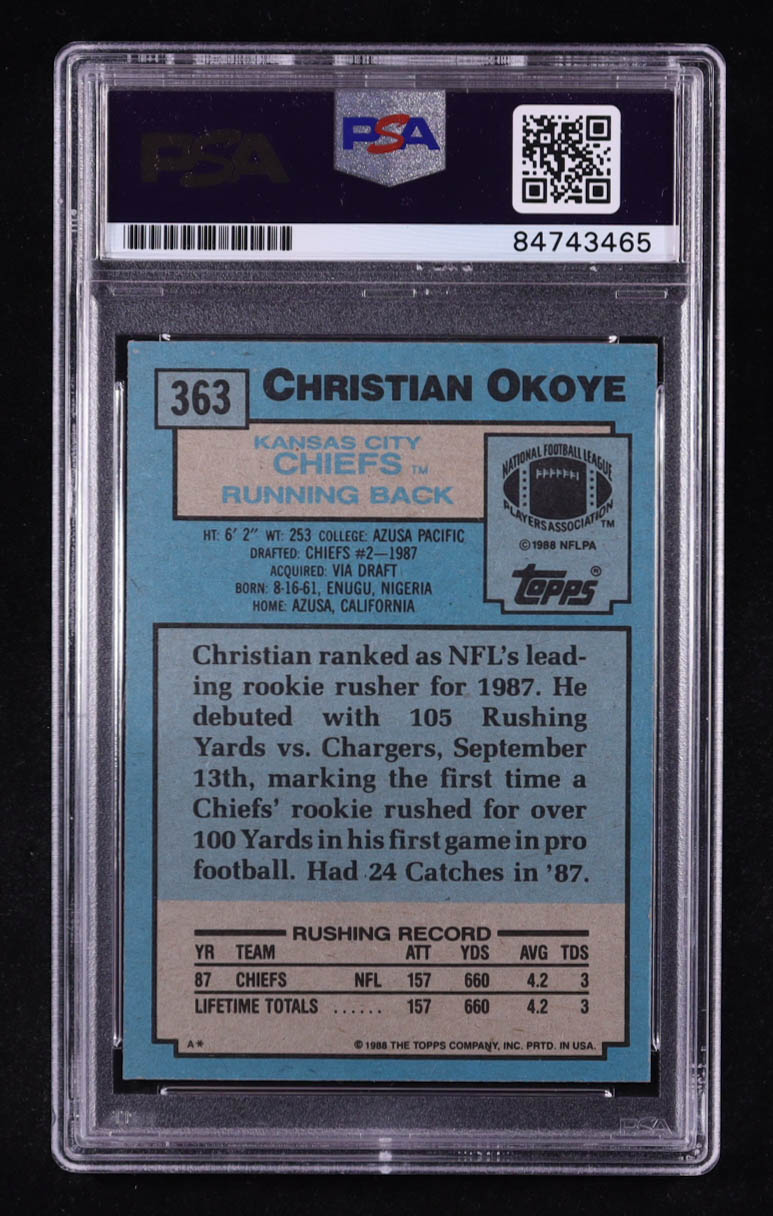 PSA
PSA
84743465
363
CHRISTIAN OKOYE
KANSAS CITY
CHIEFS TM
RUNNING BACK
NATIONAL FOOTBALL LEAGUE
PLAYERS ASSOCIATION TM
© 1988 NFLPA
topps®
HT: 6' 2" WT: 253 COLLEGE: AZUSA PACIFIC
DRAFTED: CHIEFS #2—1987
ACQUIRED: VIA DRAFT
BORN: 8-16-61, ENUGU, NIGERIA
HOME: AZUSA, CALIFORNIA
Christian ranked as NFL's lead-
ing rookie rusher for 1987. He
debuted with 105 Rushing
Yards vs. Chargers, September
13th, marking the first time a
Chiefs' rookie rushed for over
100 Yards in his first game in pro
football. Had 24 Catches in '87.
RUSHING RECORD
YR TEAM ATT YDS AVG TDS
87 CHIEFS NFL 157 660 4.2 3
LIFETIME TOTALS ...... 157 660 4.2 3
A* © 1988 THE TOPPS COMPANY, INC. PRTD. IN USA.
PSA